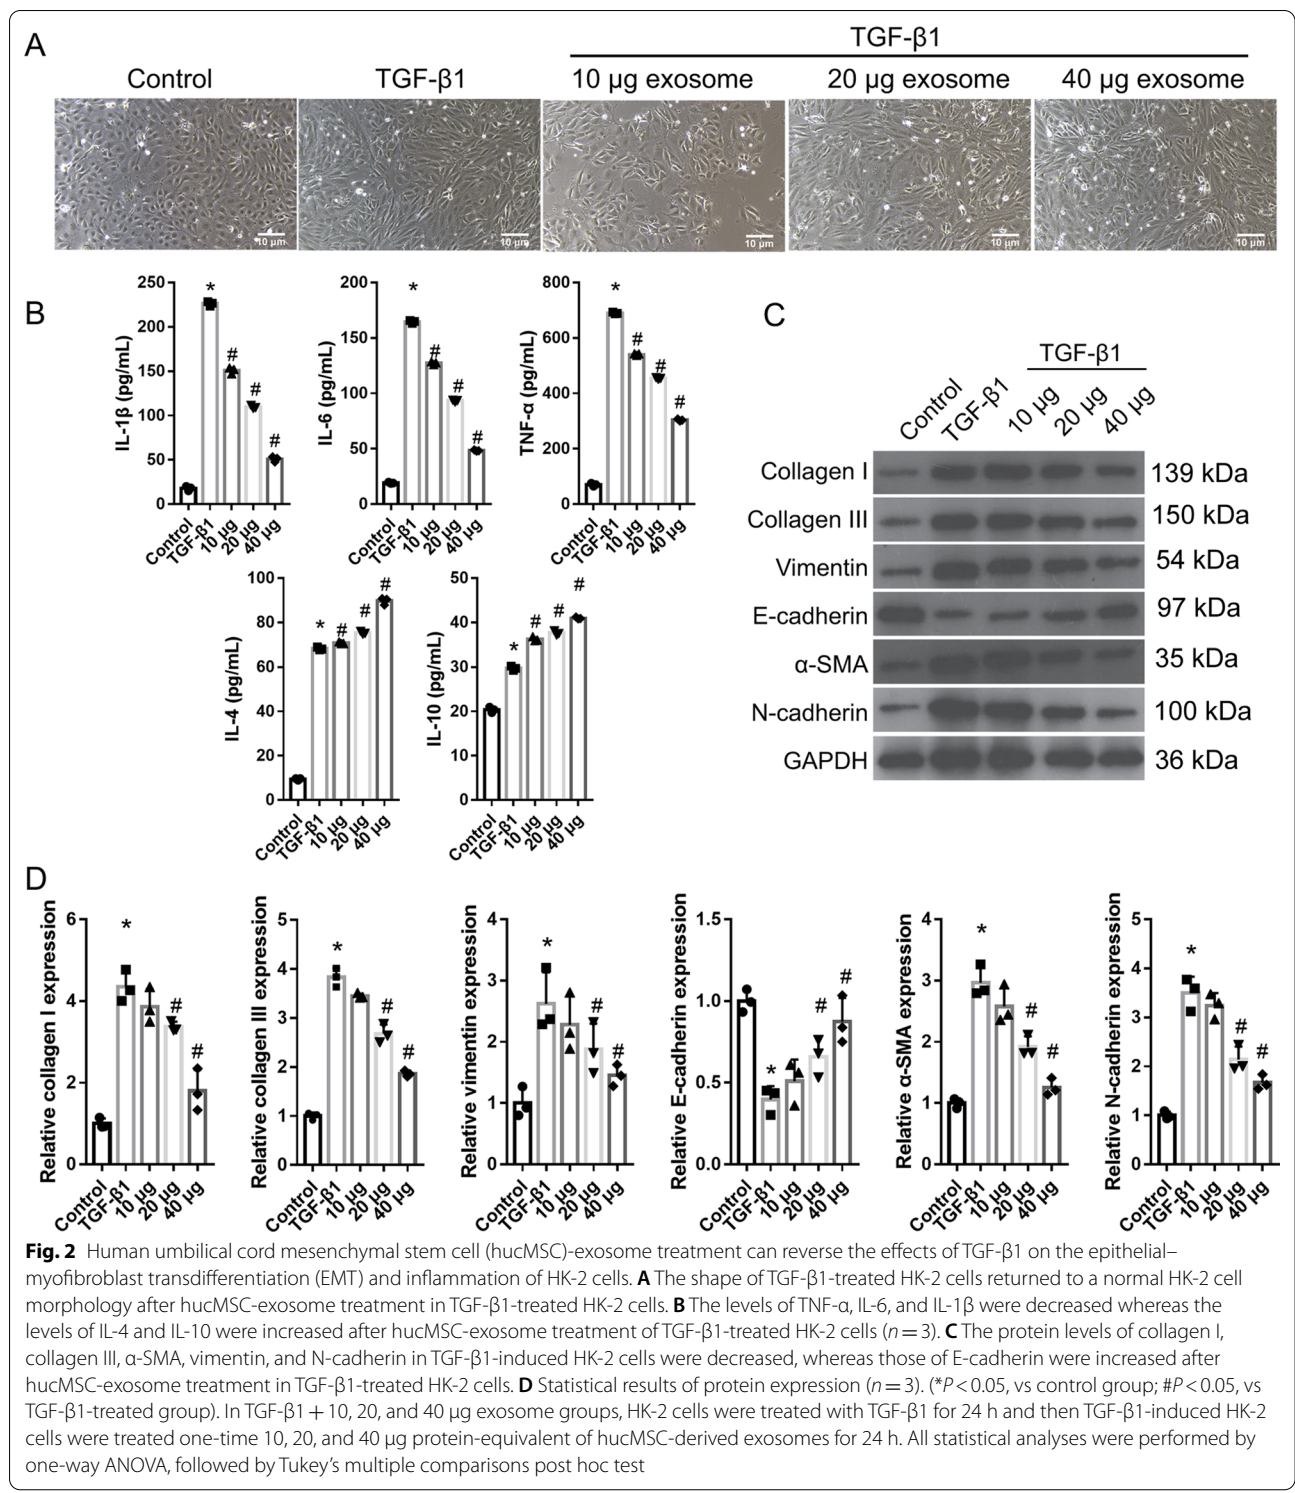 A
TGF-β1
Control
TGF-β1
10 µg exosome
20 µg exosome
40 µg exosome
10 µm
10 µm
10 µm
10 µm
10 µm
B
IL-1β (pg/mL)
250
200
150
100
50
0
*
#
#
#
Control
TGF-β1
10 µg
20 µg
40 µg
IL-6 (pg/mL)
200
150
100
50
0
*
#
#
#
Control
TGF-β1
10 µg
20 µg
40 µg
TNF-α (pg/mL)
800
600
400
200
0
*
#
#
#
Control
TGF-β1
10 µg
20 µg
40 µg
IL-4 (pg/mL)
100
80
60
40
20
0
*
#
#
#
Control
TGF-β1
10 µg
20 µg
40 µg
IL-10 (pg/mL)
50
40
30
20
10
0
*
#
#
#
Control
TGF-β1
10 µg
20 µg
40 µg
C
TGF-β1
Control
TGF-β1
10 µg
20 µg
40 µg
Collagen I
139 kDa
Collagen III
150 kDa
Vimentin
54 kDa
E-cadherin
97 kDa
α-SMA
35 kDa
N-cadherin
100 kDa
GAPDH
36 kDa
D
Relative collagen I expression
6
4
2
0
*
#
#
Control
TGF-β1
10 µg
20 µg
40 µg
Relative collagen III expression
5
4
3
2
1
0
*
#
#
Control
TGF-β1
10 µg
20 µg
40 µg
Relative vimentin expression
4
3
2
1
0
*
#
#
Control
TGF-β1
10 µg
20 µg
40 µg
Relative E-cadherin expression
1.5
1.0
0.5
0.0
*
#
#
Control
TGF-β1
10 µg
20 µg
40 µg
Relative α-SMA expression
4
3
2
1
0
*
#
#
Control
TGF-β1
10 µg
20 µg
40 µg
Relative N-cadherin expression
5
4
3
2
1
0
*
#
#
Control
TGF-β1
10 µg
20 µg
40 µg
Fig. 2 Human umbilical cord mesenchymal stem cell (hucMSC)-exosome treatment can reverse the effects of TGF-β1 on the epithelial–
myofibroblast transdifferentiation (EMT) and inflammation of HK-2 cells. A The shape of TGF-β1-treated HK-2 cells returned to a normal HK-2 cell
morphology after hucMSC-exosome treatment in TGF-β1-treated HK-2 cells. B The levels of TNF-α, IL-6, and IL-1β were decreased whereas the
levels of IL-4 and IL-10 were increased after hucMSC-exosome treatment of TGF-β1-treated HK-2 cells (n = 3). C The protein levels of collagen I,
collagen III, α-SMA, vimentin, and N-cadherin in TGF-β1-induced HK-2 cells were decreased, whereas those of E-cadherin were increased after
hucMSC-exosome treatment in TGF-β1-treated HK-2 cells. D Statistical results of protein expression (n = 3). (*P < 0.05, vs control group; #P < 0.05, vs
TGF-β1-treated group). In TGF-β1 + 10, 20, and 40 µg exosome groups, HK-2 cells were treated with TGF-β1 for 24 h and then TGF-β1-induced HK-2
cells were treated one-time 10, 20, and 40 µg protein-equivalent of hucMSC-derived exosomes for 24 h. All statistical analyses were performed by
one-way ANOVA, followed by Tukey's multiple comparisons post hoc test